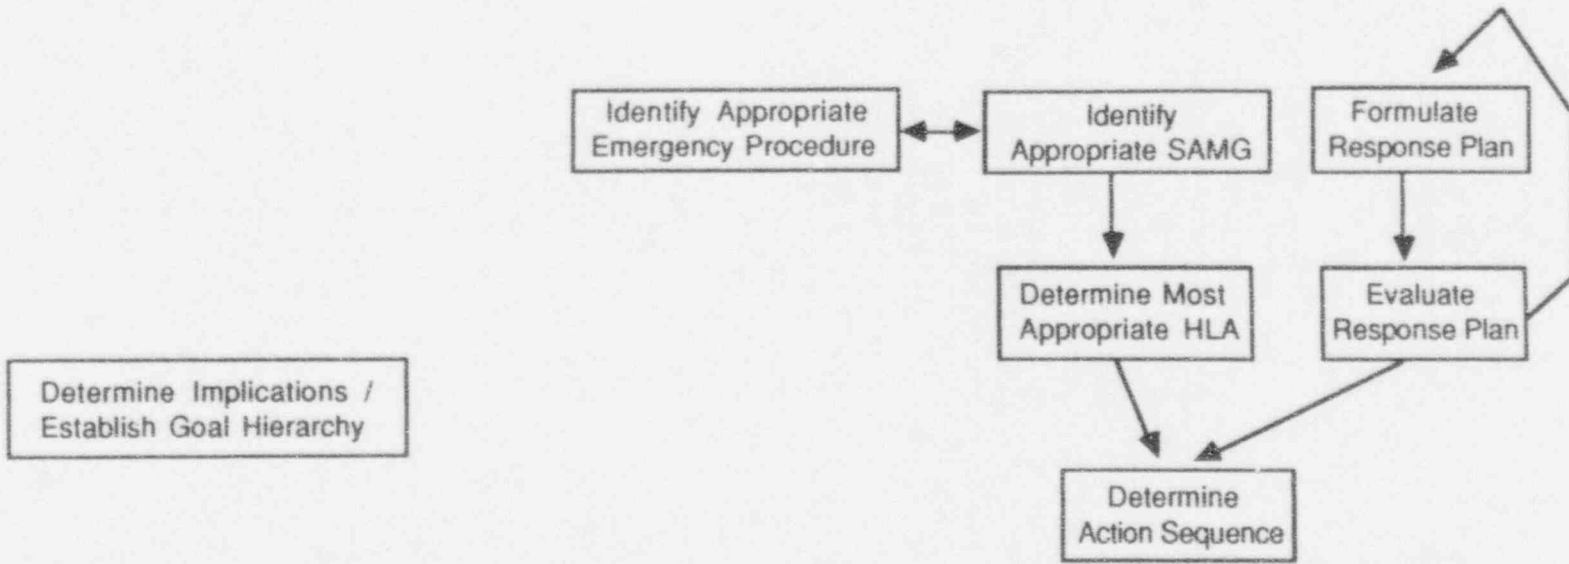 Identify Appropriate
Emergency Procedure
Identify
Appropriate SAMG
Formulate
Response Plan
Determine Most
Appropriate HLA
Evaluate
Response Plan
Determine Implications /
Establish Goal Hierarchy
Determine
Action Sequence